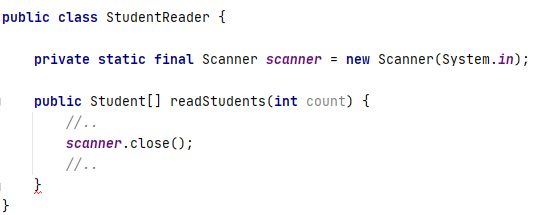 public class StudentReader {
private static final Scanner scanner = new Scanner(System.in);
public Student[] readStudents(int count) {
//..
scanner.close();
//..
}
}